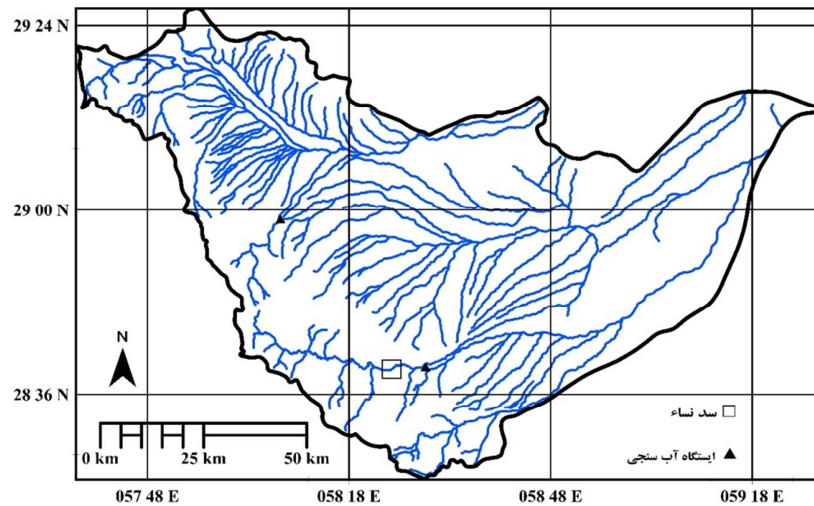 29 24 N
29 00 N
28 36 N
N
0 km 25 km 50 km
سد نساء
ایستگاه آب سنجی
057 48 E 058 18 E 058 48 E 059 18 E